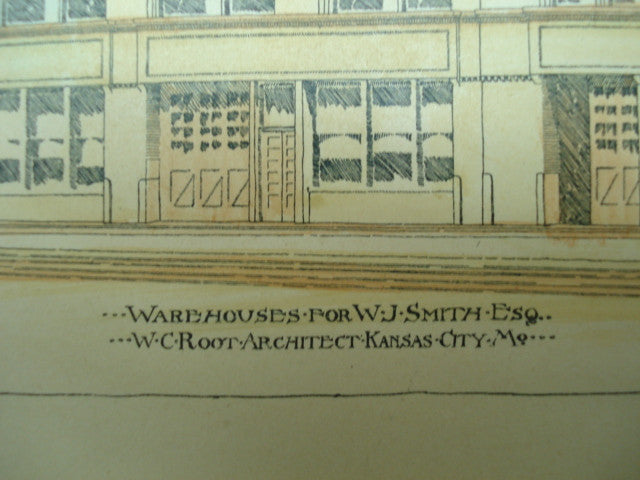 ---WAREHOUSES·FOR W·J·SMITH·ESQ..
---W·C·ROOT·ARCHITECT·KANSAS·CITY·Mo---